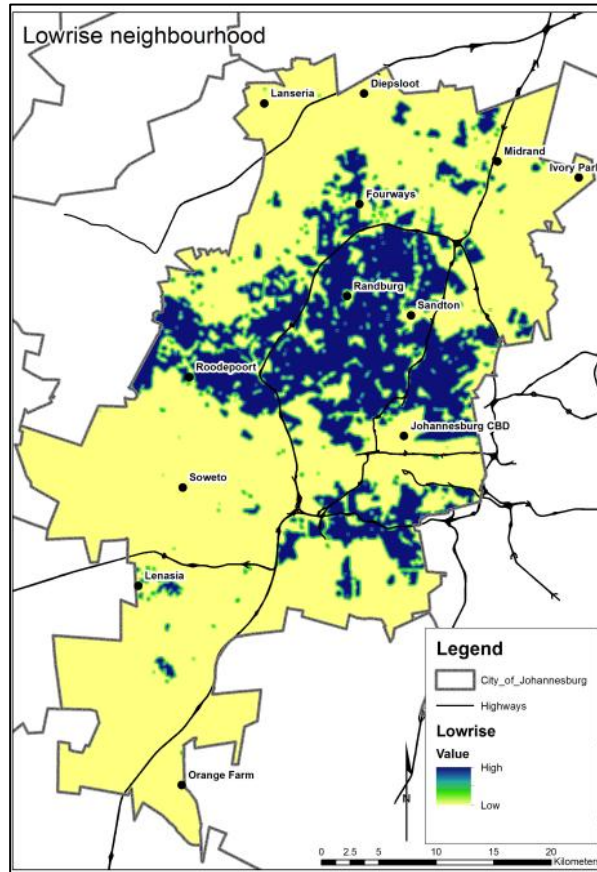 Lowrise neighbourhood
Diepsloot
Lanseria
Midrand
Ivory Park
Fourways
Randburg
Sandton
Roodepoort
Johannesburg CBD
Soweto
Lenasia
Orange Farm
Legend
City_of_Johannesburg
Highways
Lowrise
Value
High
Low
N
0 2.5 5 10 15 20
Kilometers